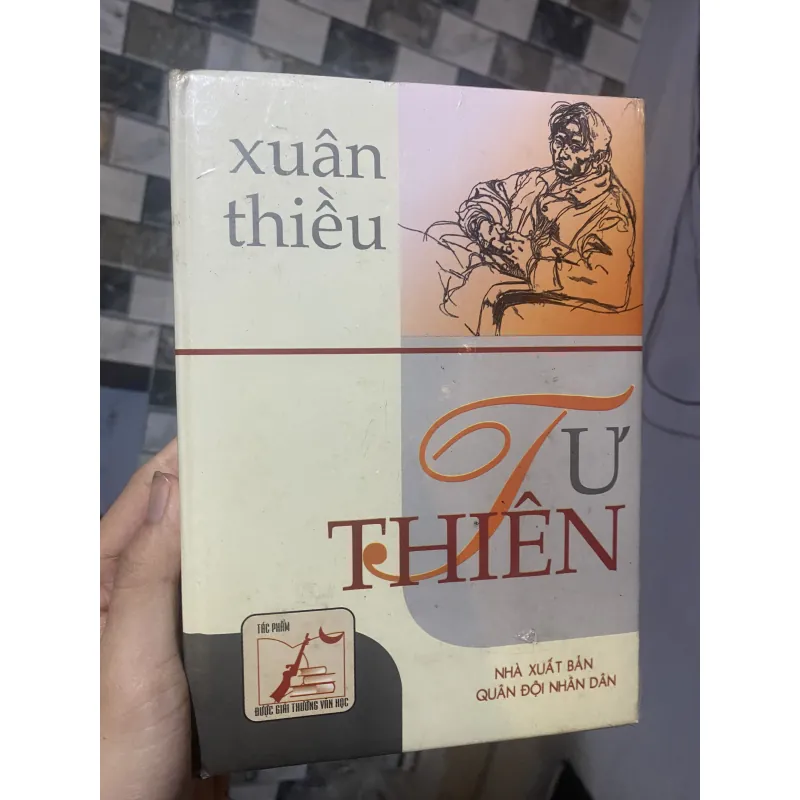 xuân
thiều
TƯ
THIÊN
TÁC PHẨM
ĐƯỢC GIẢI THƯỞNG VĂN HỌC
NHÀ XUẤT BẢN
QUÂN ĐỘI NHÂN DÂN